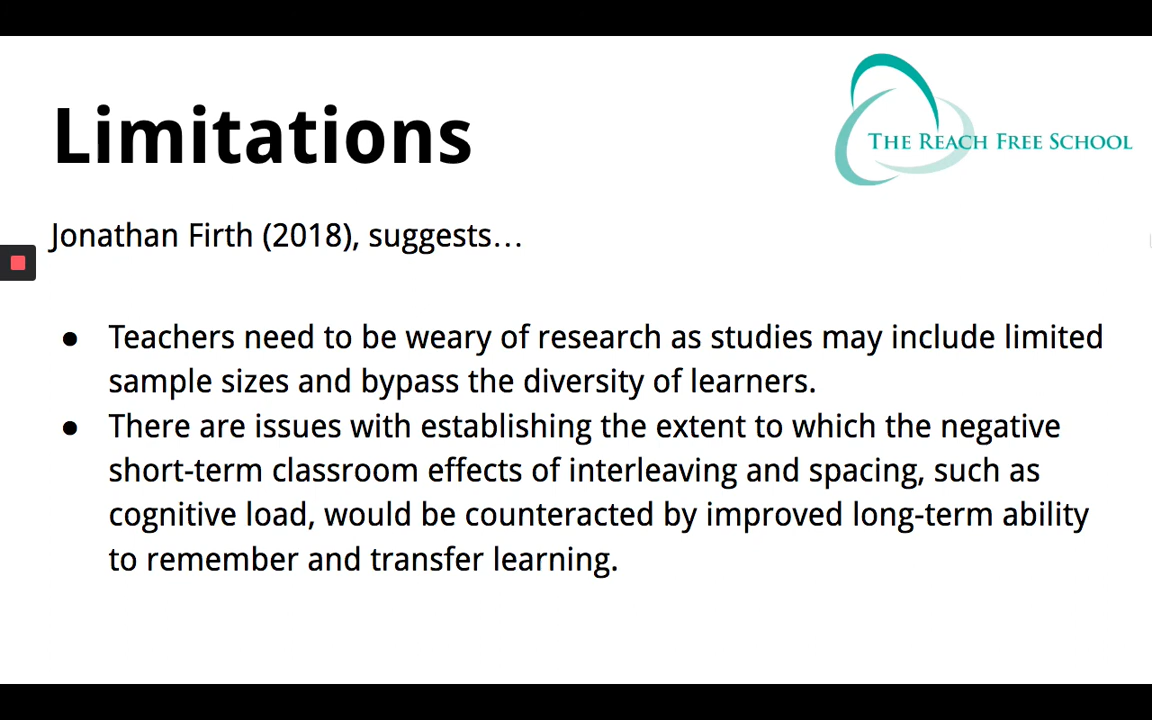 Limitations
THE REACH FREE SCHOOL
Jonathan Firth (2018), suggests...
● Teachers need to be weary of research as studies may include limited
sample sizes and bypass the diversity of learners.
● There are issues with establishing the extent to which the negative
short-term classroom effects of interleaving and spacing, such as
cognitive load, would be counteracted by improved long-term ability
to remember and transfer learning.